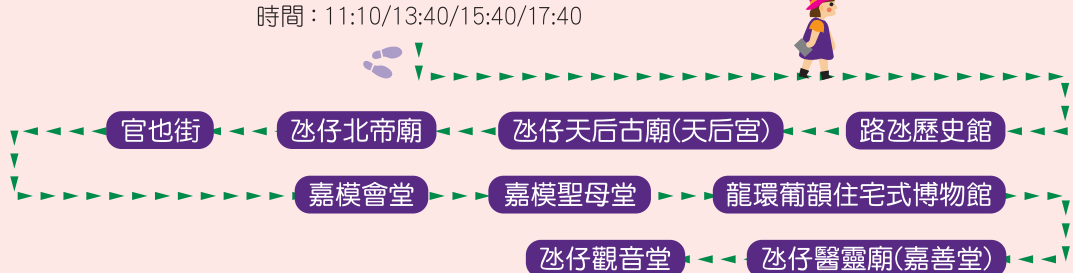 時間：11:10/13:40/15:40/17:40
路氹歷史館
氹仔天后古廟(天后宮)
氹仔北帝廟
官也街
嘉模會堂
嘉模聖母堂
龍環葡韻住宅式博物館
氹仔醫靈廟(嘉善堂)
氹仔觀音堂